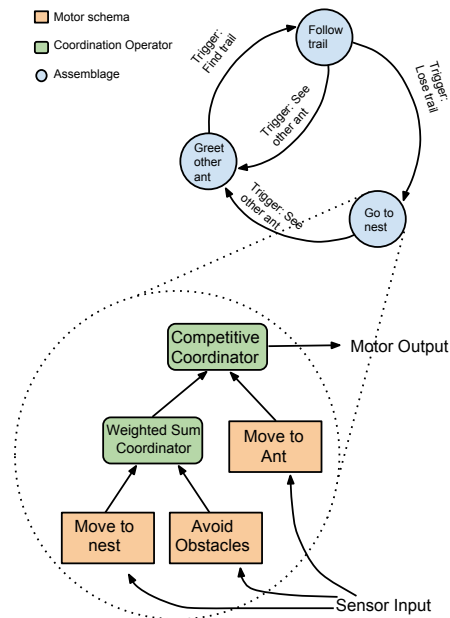 Motor schema
Coordination Operator
Assemblage
Follow
trail
Trigger:
Find trail
Trigger:
Lose trail
Trigger: See
other ant
Greet
other
ant
Trigger: See
other ant
Go to
nest
Competitive
Coordinator
Motor Output
Weighted Sum
Coordinator
Move to
Ant
Move to
nest
Avoid
Obstacles
Sensor Input